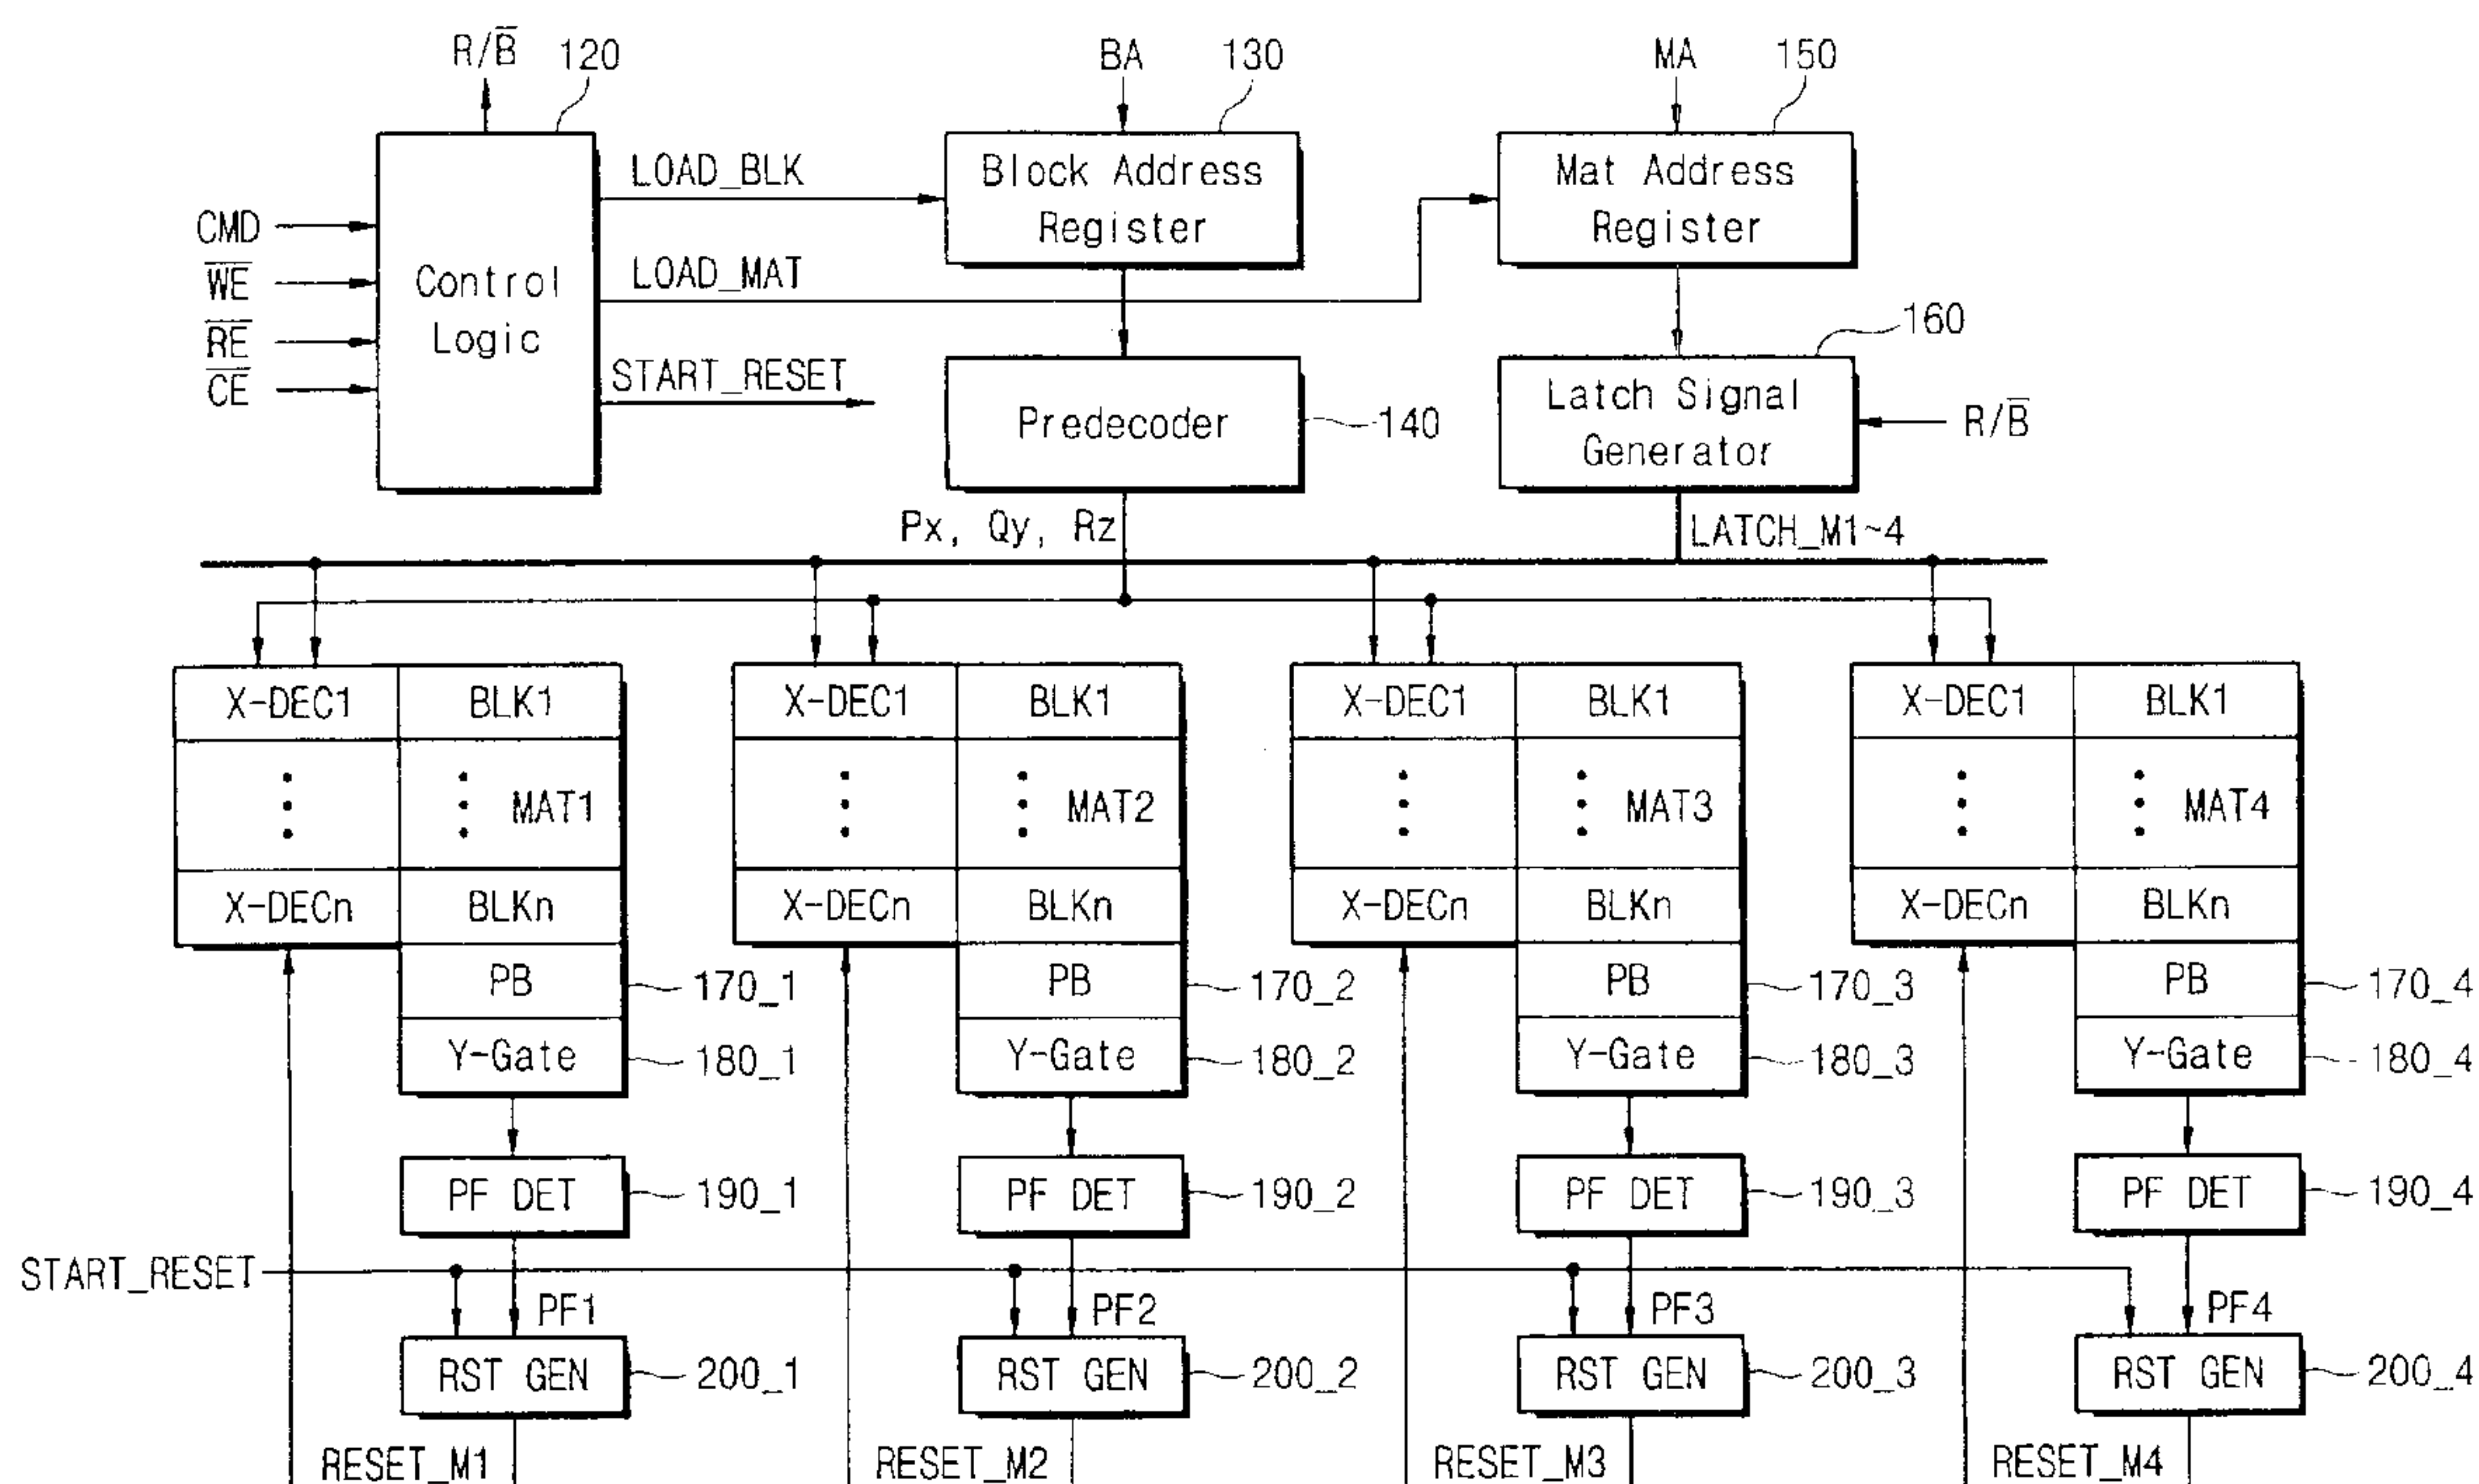 R/B̅ 120 BA 130 MA 150
LOAD_BLK
Block Address
Register
Mat Address
Register
CMD
W̅E̅
R̅E̅
C̅E̅
Control
Logic
LOAD_MAT
START_RESET
Predecoder
140
160
Latch Signal
Generator
R/B̅
Px, Qy, Rz
LATCH_M1~4
X-DEC1 BLK1 X-DEC1 BLK1 X-DEC1 BLK1 X-DEC1 BLK1
MAT1 MAT2 MAT3 MAT4
X-DECn BLKn X-DECn BLKn X-DECn BLKn X-DECn BLKn
PB 170_1 PB 170_2 PB 170_3 PB 170_4
Y-Gate 180_1 Y-Gate 180_2 Y-Gate 180_3 Y-Gate 180_4
PF DET 190_1 PF DET 190_2 PF DET 190_3 PF DET 190_4
START_RESET
PF1 PF2 PF3 PF4
RST GEN 200_1 RST GEN 200_2 RST GEN 200_3 RST GEN 200_4
RESET_M1 RESET_M2 RESET_M3 RESET_M4